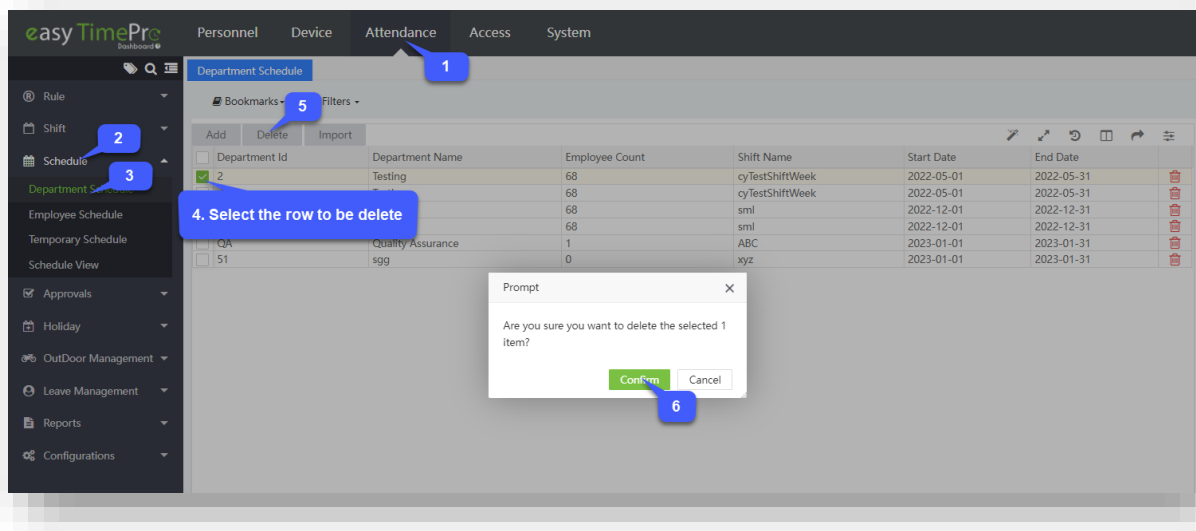 easy TimePro
Dashboard
Personnel Device Attendance Access System
1
Department Schedule
Rule
Bookmarks Filters
5
Shift
2
Add Delete Import
Schedule
Department Id Department Name Employee Count Shift Name Start Date End Date
3
2 Testing 68 cyTestShiftWeek 2022-05-01 2022-05-31
Department
68 cyTestShiftWeek 2022-05-01 2022-05-31
4. Select the row to be delete
Employee Schedule
68 sml 2022-12-01 2022-12-31
68 sml 2022-12-01 2022-12-31
Temporary Schedule
QA Quality Assurance 1 ABC 2023-01-01 2023-01-31
51 sgg 0 xyz 2023-01-01 2023-01-31
Schedule View
Prompt
Approvals
Are you sure you want to delete the selected 1
item?
Holiday
OutDoor Management
Confirm Cancel
Leave Management
6
Reports
Configurations